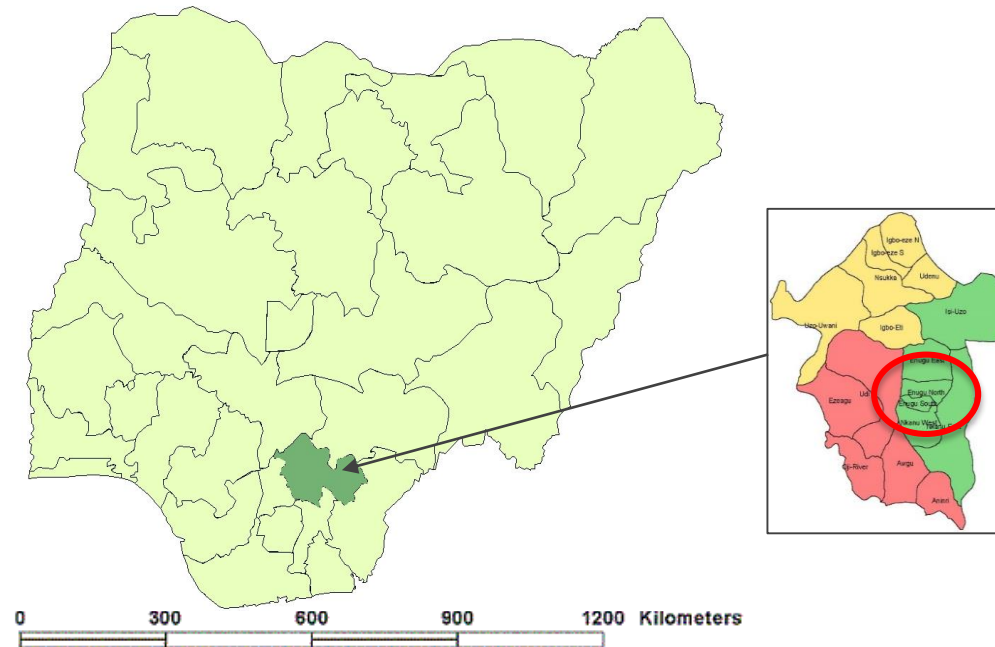 Igbo-eze N
Igbo-eze S
Nsukka
Udenu
Isi-Uzo
Uzo-Uwani
Igbo-Eti
Enugu East
Enugu North
Ezeagu
Udi
Enugu South
Nkanu West
Oji-River
Awgu
Aninri
0 300 600 900 1200 Kilometers